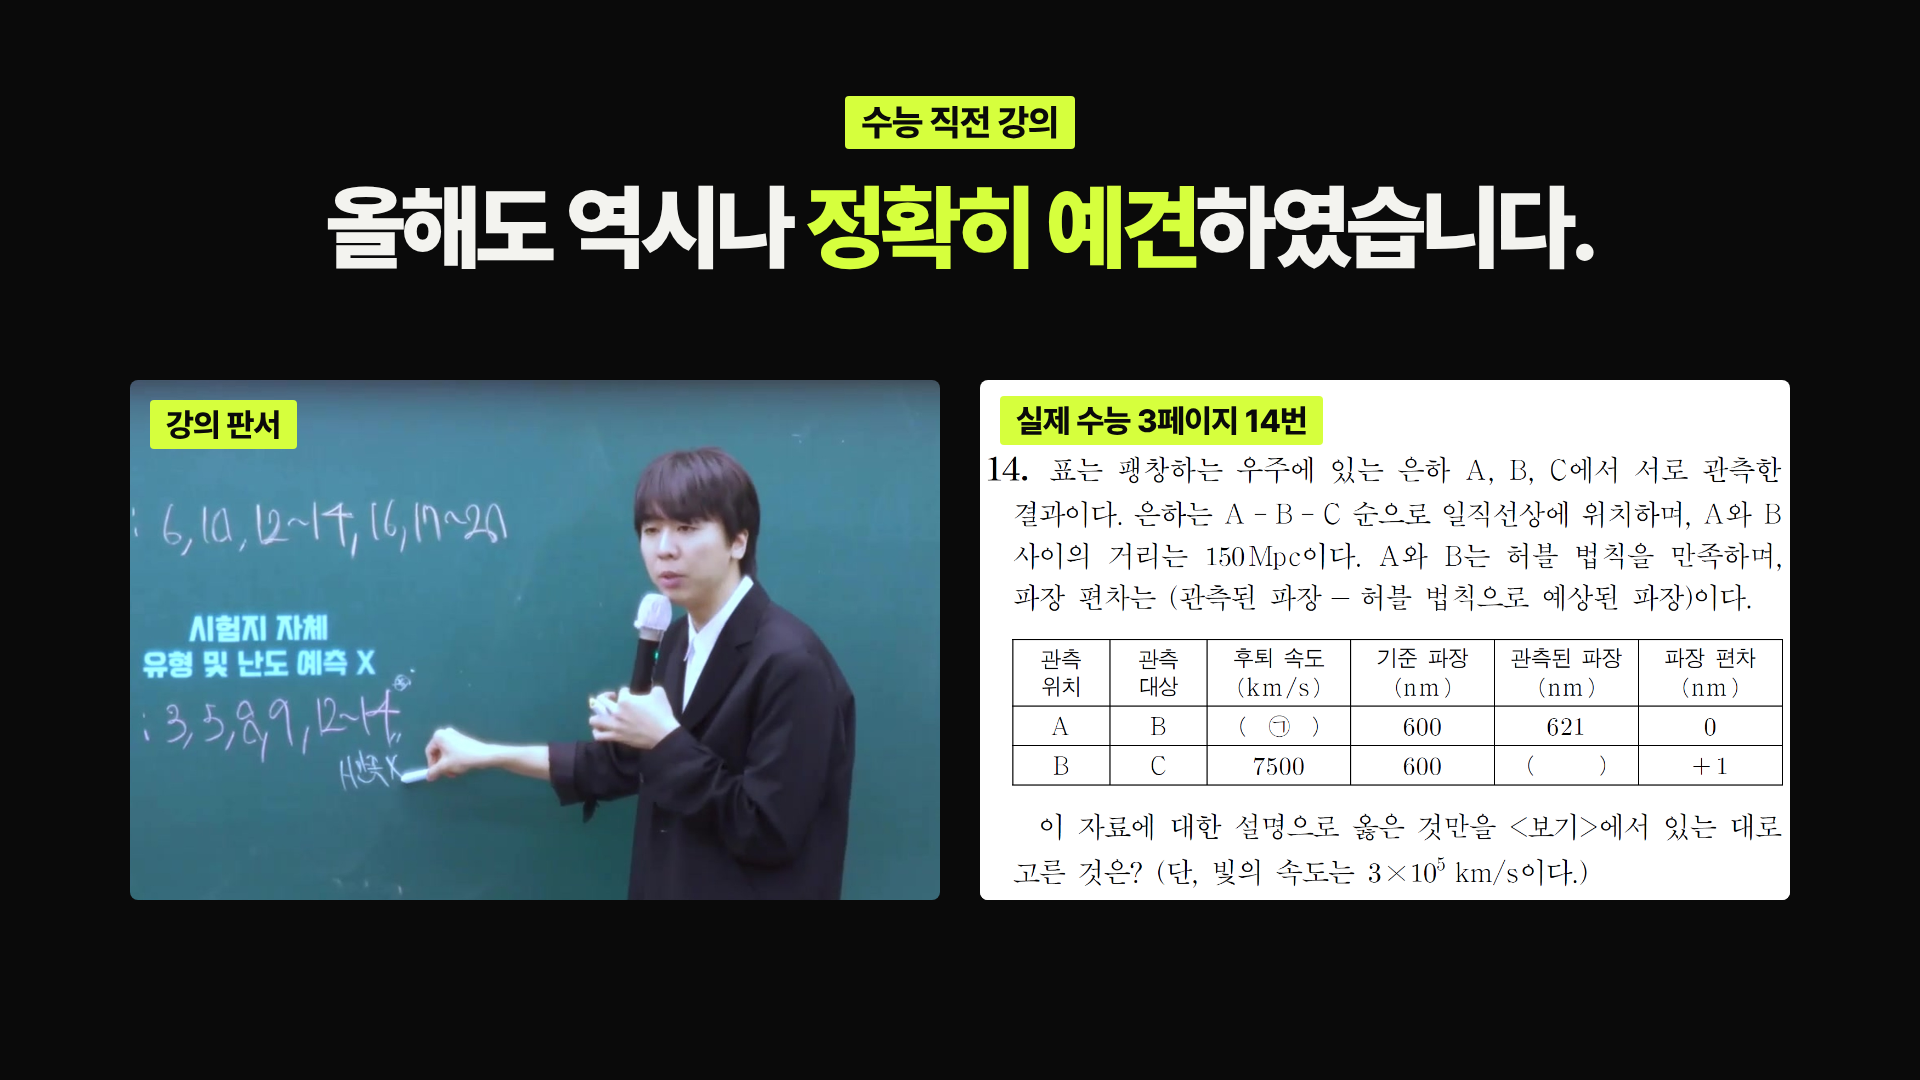 수능 직전 강의
올해도 역시나 정확히 예견하였습니다.
강의 판서
: 6, 10, 12~14, 16, 17~20
시험지 자체
유형 및 난도 예측 X
: 3, 5, 8, 9, 12~14
H만족 X
실제 수능 3페이지 14번
14. 표는 팽창하는 우주에 있는 은하 A, B, C에서 서로 관측한
결과이다. 은하는 A – B – C 순으로 일직선상에 위치하며, A와 B
사이의 거리는 150 Mpc이다. A와 B는 허블 법칙을 만족하며,
파장 편차는 (관측된 파장 – 허블 법칙으로 예상된 파장)이다.
관측 위치 관측 대상 후퇴 속도 (km/s) 기준 파장 (nm) 관측된 파장 (nm) 파장 편차 (nm)
A B ( ㉠ ) 600 621 0
B C 7500 600 ( ) +1
이 자료에 대한 설명으로 옳은 것만을 <보기>에서 있는 대로
고른 것은? (단, 빛의 속도는 3×10⁵ km/s이다.)